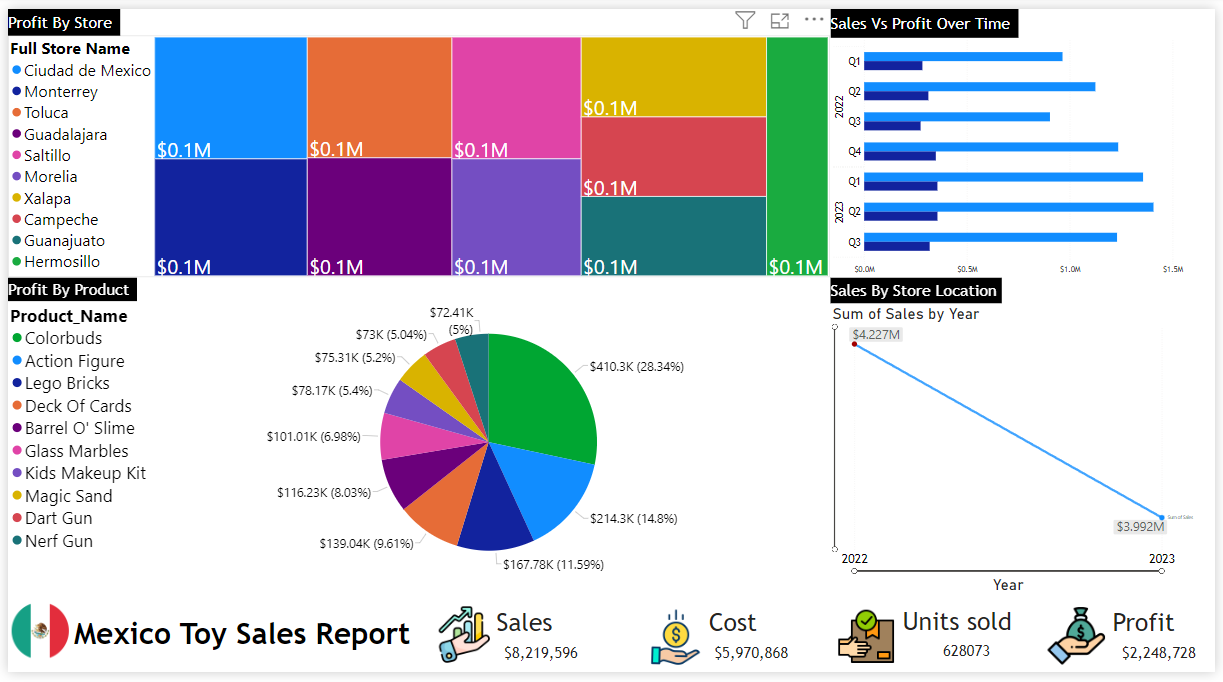 Profit By Store
Full Store Name
Ciudad de Mexico
Monterrey
Toluca
Guadalajara
Saltillo
Morelia
Xalapa
Campeche
Guanajuato
Hermosillo
$0.1M
$0.1M
$0.1M
$0.1M
$0.1M
$0.1M
$0.1M
$0.1M
$0.1M
$0.1M
Sales Vs Profit Over Time
2022
Q1
Q2
Q3
Q4
2023
Q1
Q2
Q3
$0.0M $0.5M $1.0M $1.5M
Profit By Product
Product_Name
Colorbuds
Action Figure
Lego Bricks
Deck Of Cards
Barrel O' Slime
Glass Marbles
Kids Makeup Kit
Magic Sand
Dart Gun
Nerf Gun
$410.3K (28.34%)
$214.3K (14.8%)
$167.78K (11.59%)
$139.04K (9.61%)
$116.23K (8.03%)
$101.01K (6.98%)
$78.17K (5.4%)
$75.31K (5.2%)
$73K (5.04%)
$72.41K
(5%)
Sales By Store Location
Sum of Sales by Year
$4.227M
Sum of Sales
$3.992M
2022 2023
Year
Mexico Toy Sales Report
Sales
$8,219,596
Cost
$5,970,868
Units sold
628073
Profit
$2,248,728